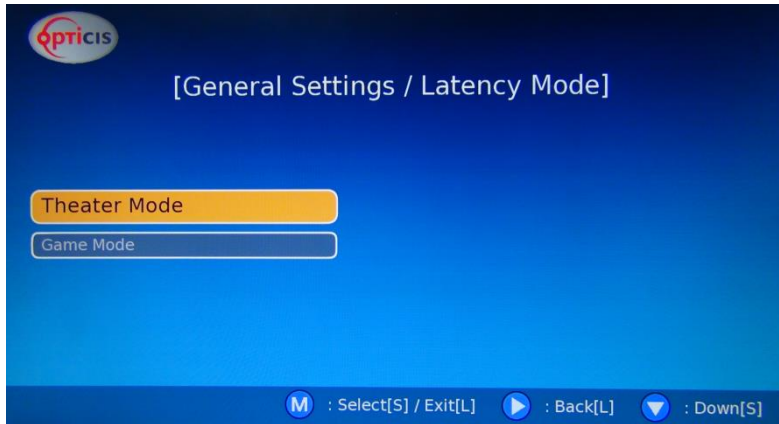 OPTICIS
[General Settings / Latency Mode]
Theater Mode
Game Mode
M : Select[S] / Exit[L] : Back[L] : Down[S]